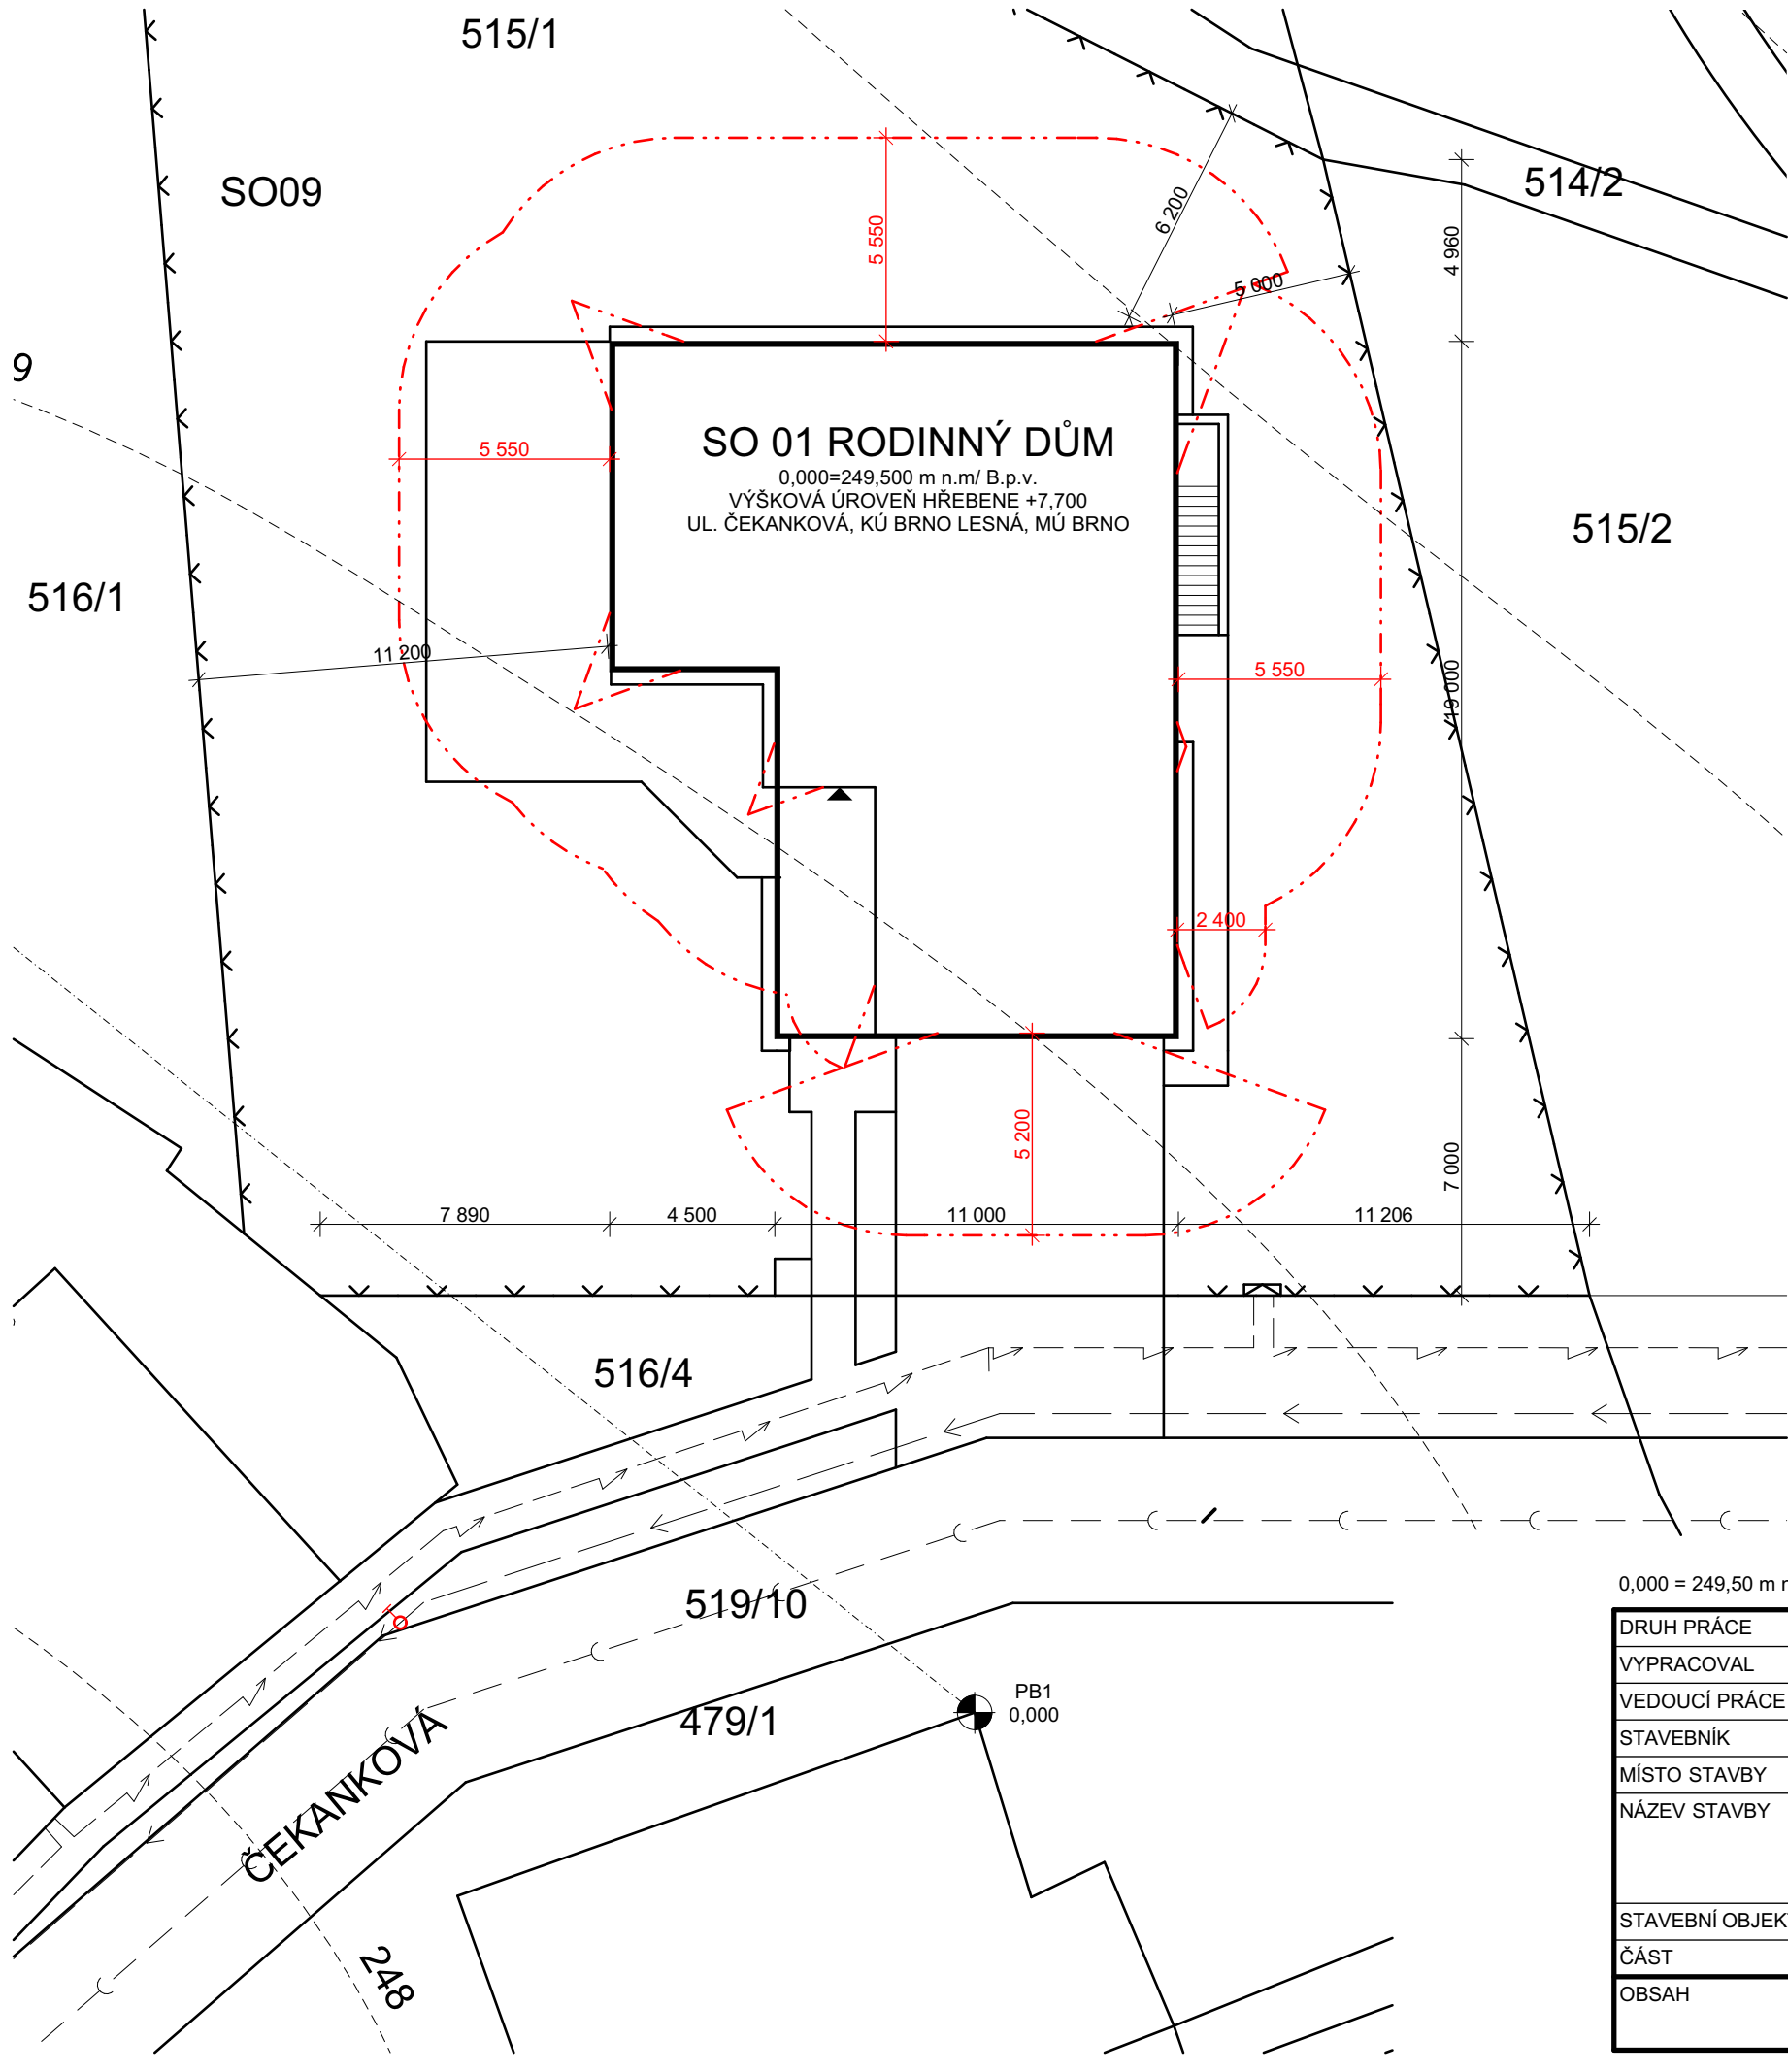 515/1
SO09
514/2
6 200
5 550
4 960
5 000
9
SO 01 RODINNÝ DŮM
0,000=249,500 m n.m/ B.p.v.
VÝŠKOVÁ ÚROVEŇ HŘEBENE +7,700
UL. ČEKANKOVÁ, KÚ BRNO LESNÁ, MÚ BRNO
5 550
515/2
516/1
11 200
5 550
19 000
2 400
5 200
7 000
7 890
4 500
11 000
11 206
516/4
519/10
0,000 = 249,50 m
DRUH PRÁCE
VYPRACOVAL
VEDOUCÍ PRÁCE
STAVEBNÍK
MÍSTO STAVBY
NÁZEV STAVBY
STAVEBNÍ OBJEK
ČÁST
OBSAH
PB1
0,000
479/1
ČEKANKOVÁ
248